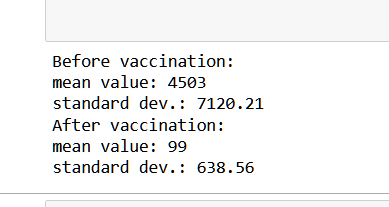 Before vaccination:
mean value: 4503
standard dev.: 7120.21
After vaccination:
mean value: 99
standard dev.: 638.56